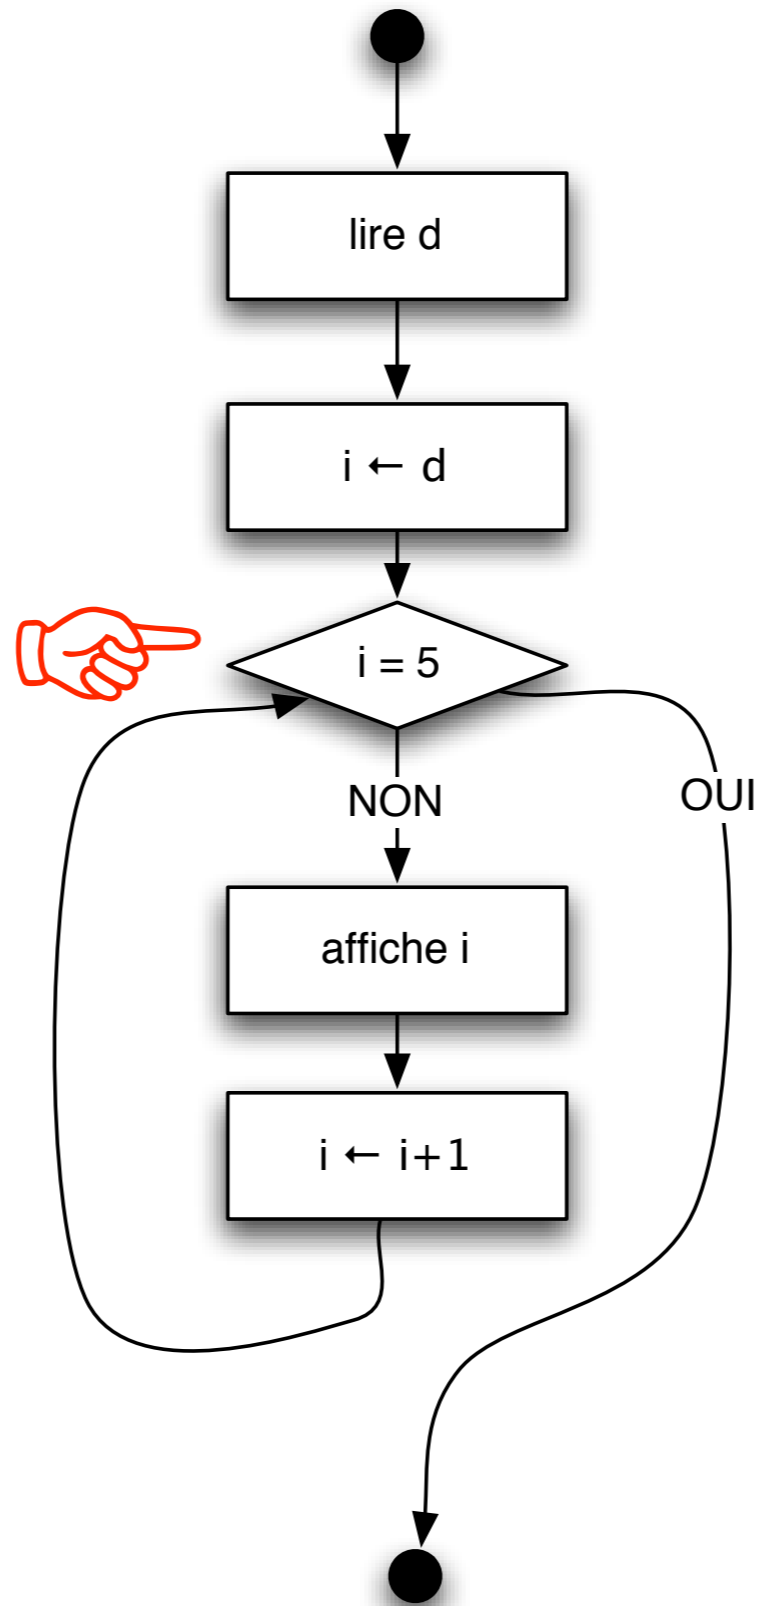 lire d
i ← d
i = 5
NON
OUI
affiche i
i ← i+1